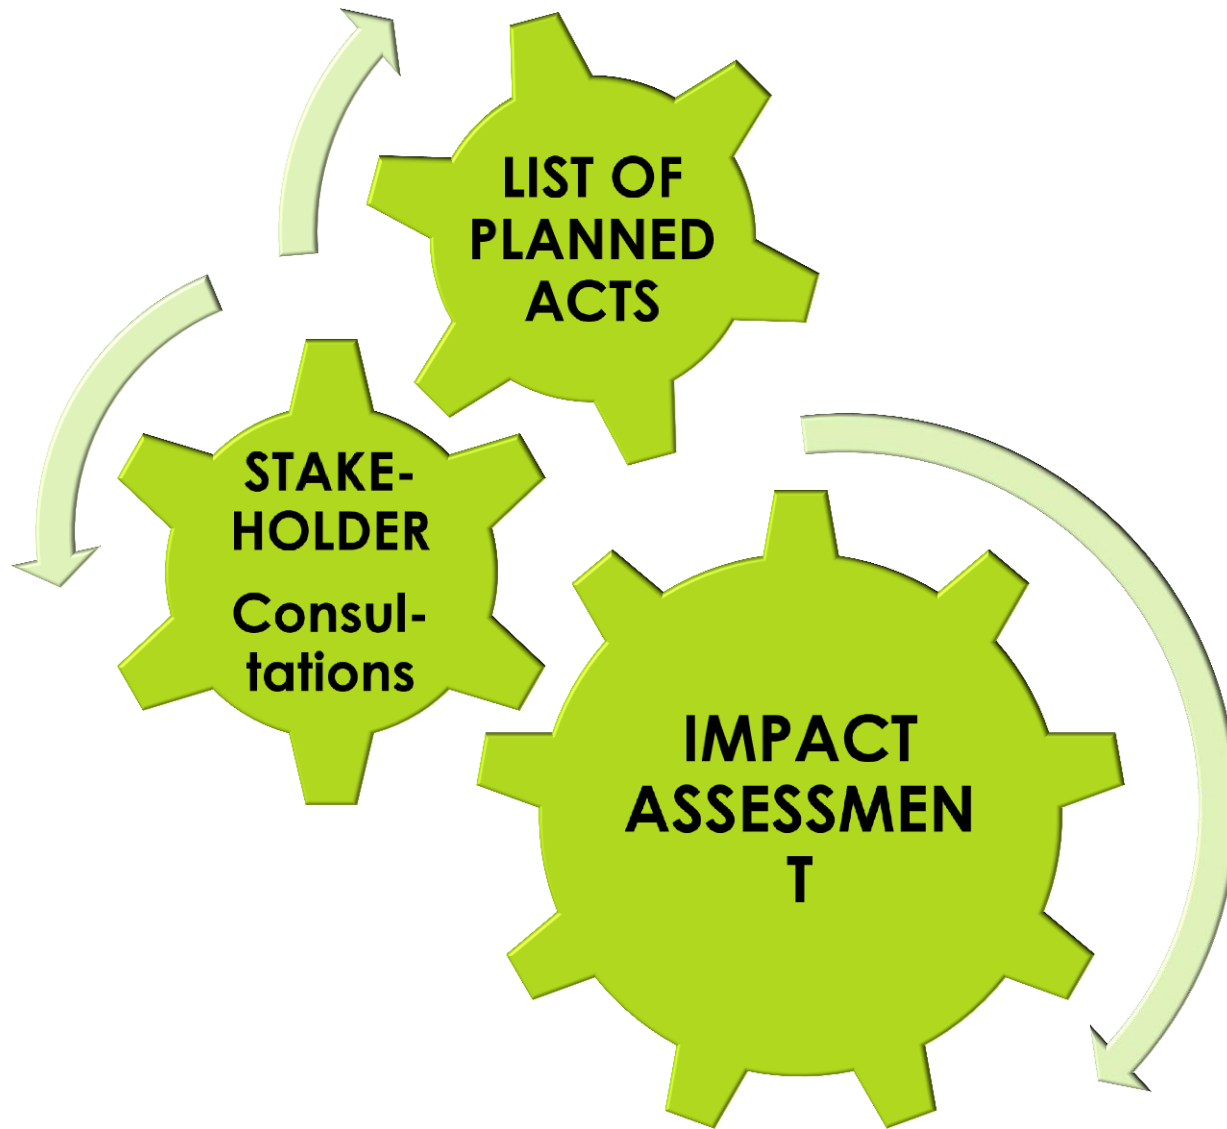 LIST OF
PLANNED
ACTS
STAKE-
HOLDER
Consul-
tations
IMPACT
ASSESSMEN
T